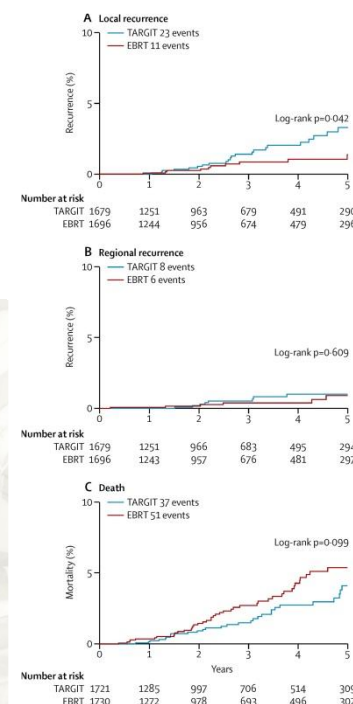 A Local recurrence
10
TARGIT 23 events
EBRT 11 events
Recurrence (%)
5
Log-rank p=0·042
0
0 1 2 3 4 5
Number at risk
TARGIT 1679 1251 963 679 491 290
EBRT 1696 1244 956 674 479 296
B Regional recurrence
10
TARGIT 8 events
EBRT 6 events
Recurrence (%)
5
Log-rank p=0·609
0
0 1 2 3 4 5
Number at risk
TARGIT 1679 1251 966 683 495 294
EBRT 1696 1243 957 676 481 297
C Death
10
TARGIT 37 events
EBRT 51 events
Mortality (%)
5
Log-rank p=0·099
0
0 1 2 3 4 5
Years
Number at risk
TARGIT 1721 1285 997 706 514 309
EBRT 1730 1272 978 693 496